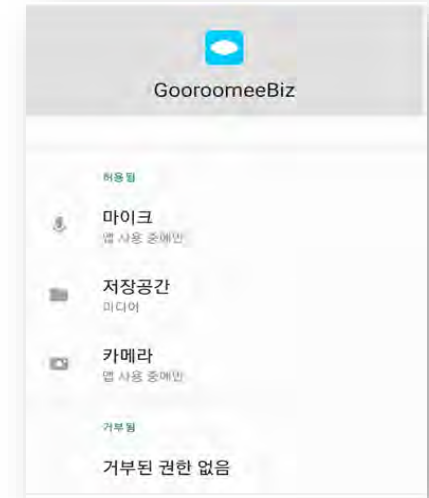 GooroomeeBiz
허용됨
마이크
앱 사용 중에만
저장공간
미디어
카메라
앱 사용 중에만
거부됨
거부된 권한 없음